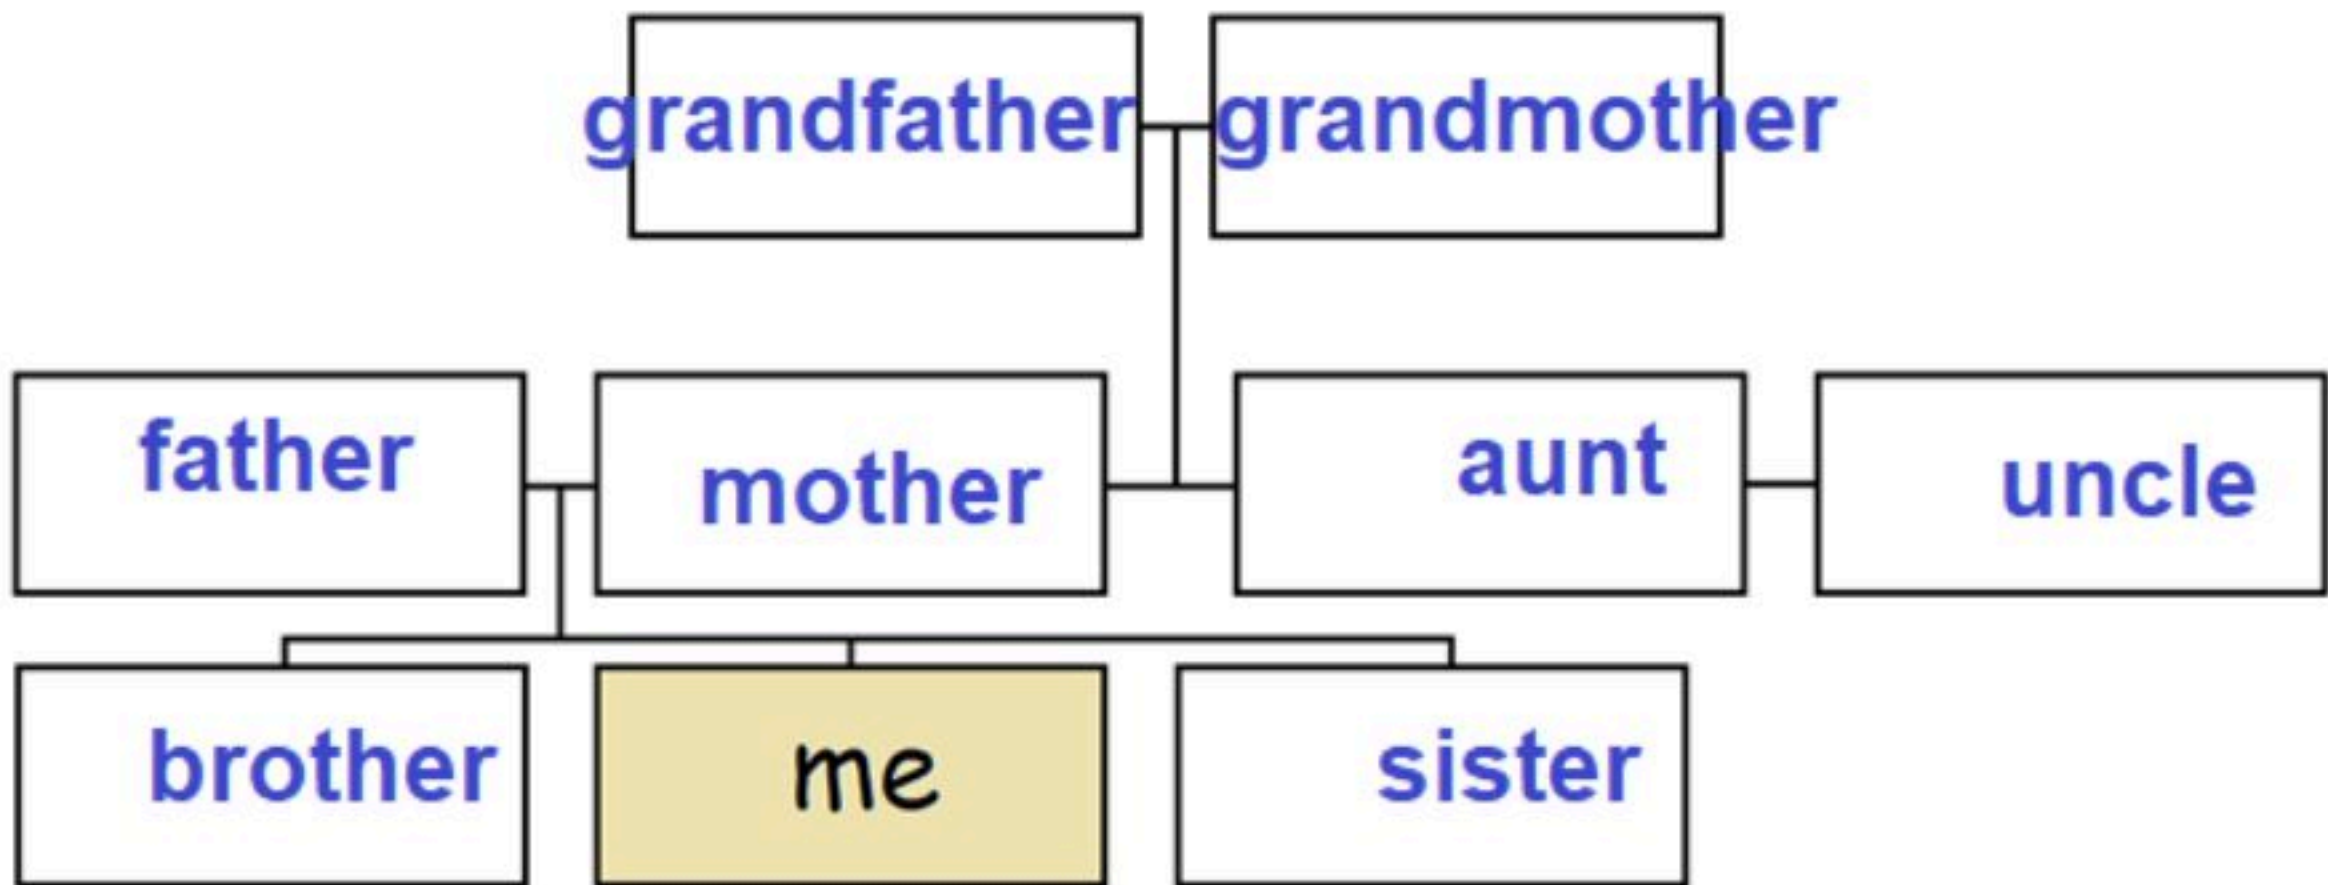 grandfather grandmother
father mother aunt uncle
brother me sister